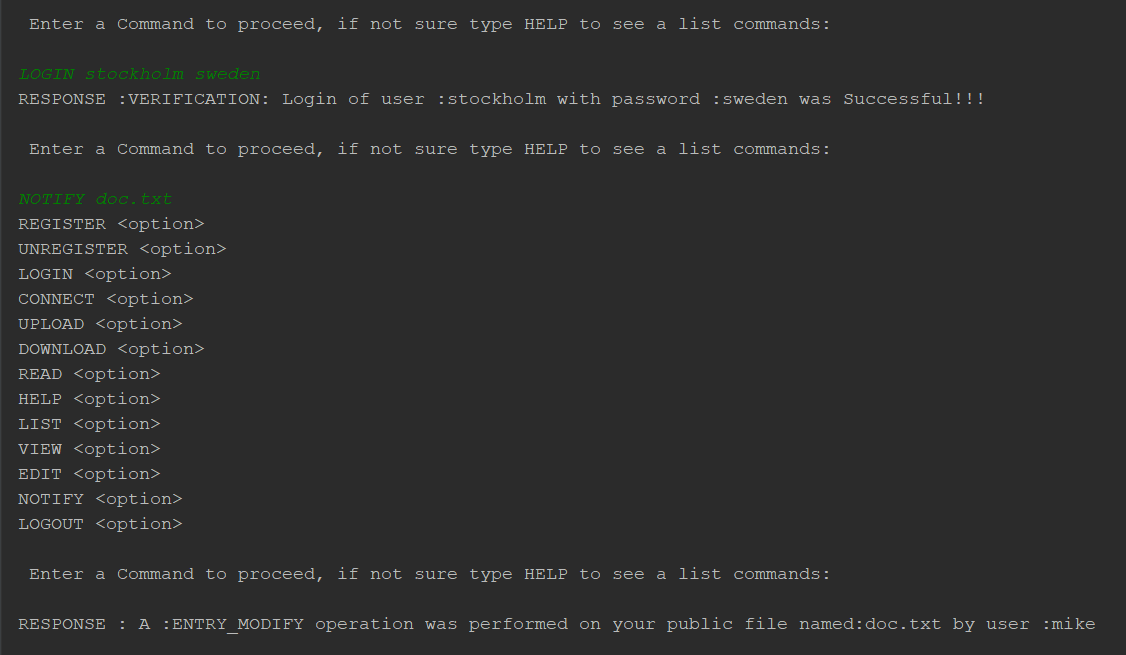 Enter a Command to proceed, if not sure type HELP to see a list commands:
LOGIN stockholm sweden
RESPONSE :VERIFICATION: Login of user :stockholm with password :sweden was Successful!!!
Enter a Command to proceed, if not sure type HELP to see a list commands:
NOTIFY doc.txt
REGISTER <option>
UNREGISTER <option>
LOGIN <option>
CONNECT <option>
UPLOAD <option>
DOWNLOAD <option>
READ <option>
HELP <option>
LIST <option>
VIEW <option>
EDIT <option>
NOTIFY <option>
LOGOUT <option>
Enter a Command to proceed, if not sure type HELP to see a list commands:
RESPONSE : A :ENTRY_MODIFY operation was performed on your public file named:doc.txt by user :mike